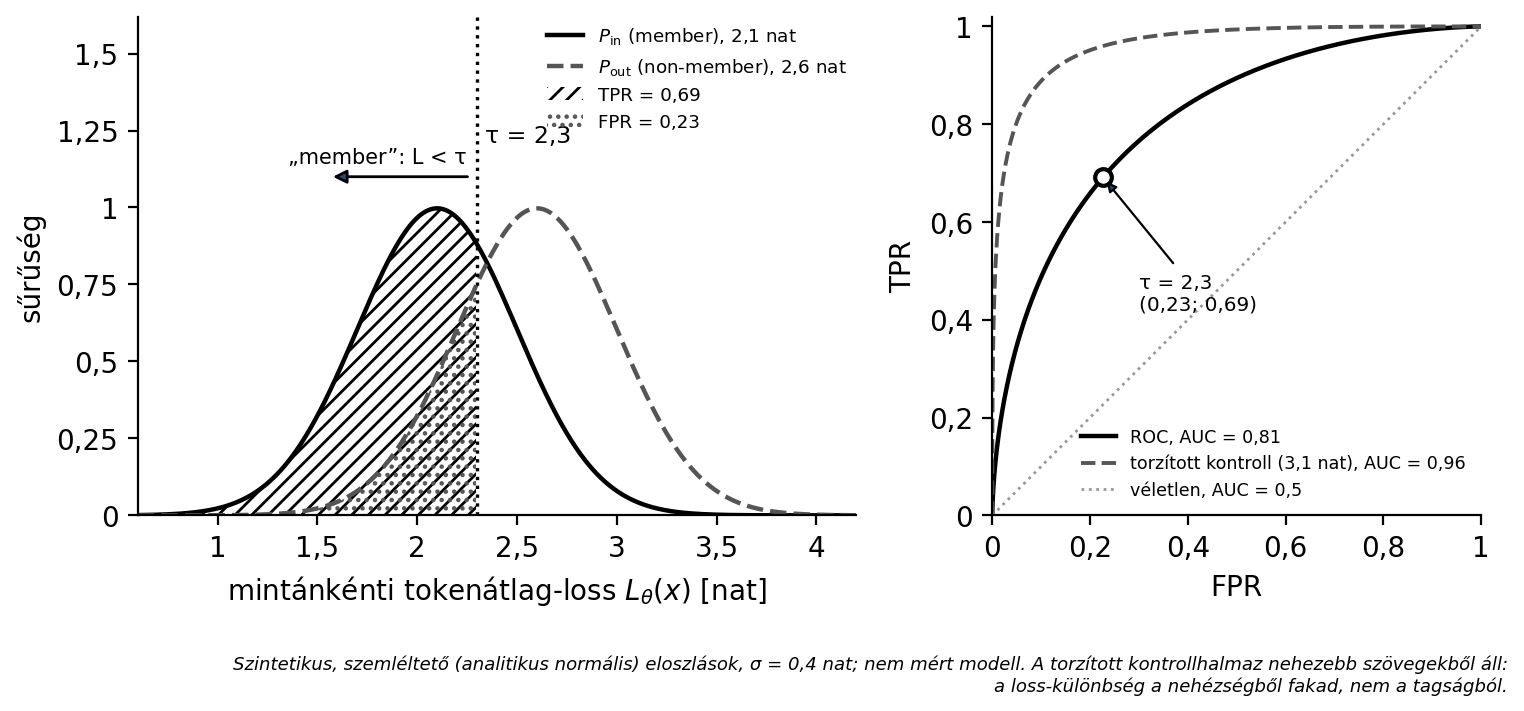 P_in (member), 2,1 nat
P_out (non-member), 2,6 nat
TPR = 0,69
FPR = 0,23
τ = 2,3
„member”: L < τ
1,5
1,25
1
0,75
0,5
0,25
0
sűrűség
1
1,5
2
2,5
3
3,5
4
mintánkénti tokenátlag-loss L_θ(x) [nat]
1
0,8
0,6
0,4
0,2
0
TPR
τ = 2,3
(0,23; 0,69)
ROC, AUC = 0,81
torzított kontroll (3,1 nat), AUC = 0,96
véletlen, AUC = 0,5
0
0,2
0,4
0,6
0,8
1
FPR
Szintetikus, szemléltető (analitikus normális) eloszlások, σ = 0,4 nat; nem mért modell. A torzított kontrollhalmaz nehezebb szövegekből áll:
a loss-különbség a nehézségből fakad, nem a tagságból.